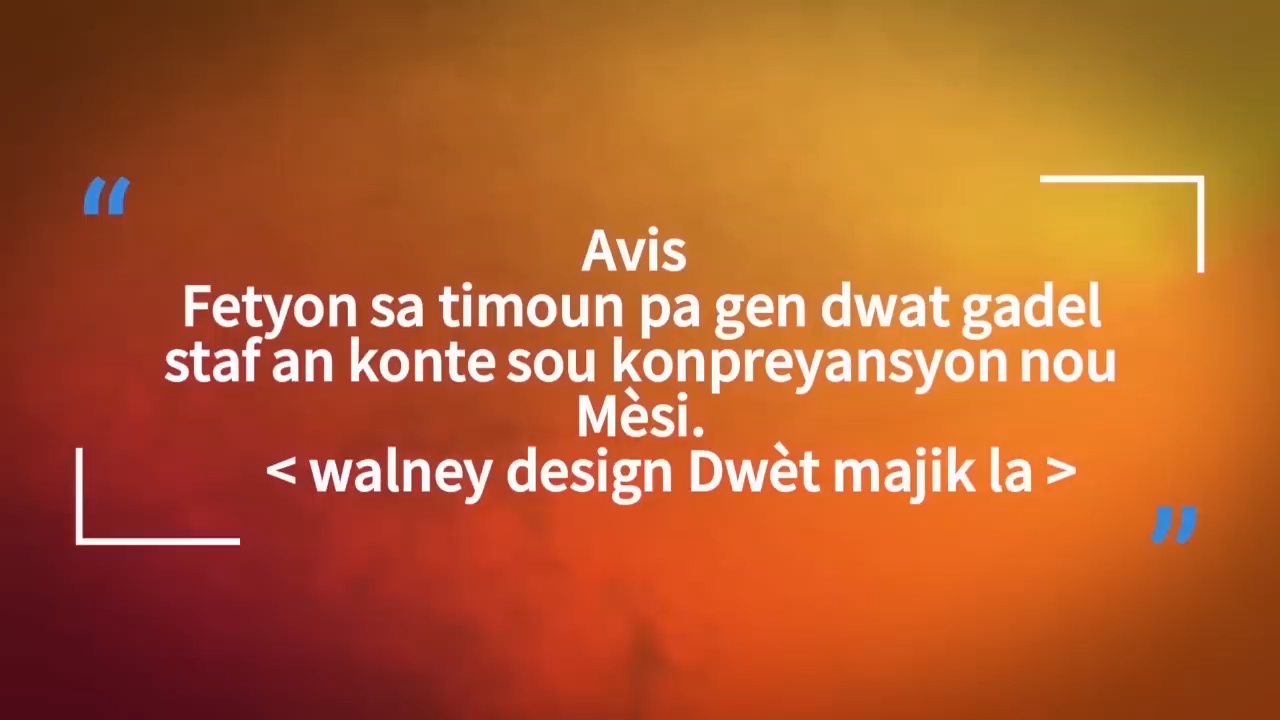 “
Avis
Fetyon sa timoun pa gen dwat gadel
staf an konte sou konpreyansyon nou
Mèsi.
< walney design Dwèt majik la >
”